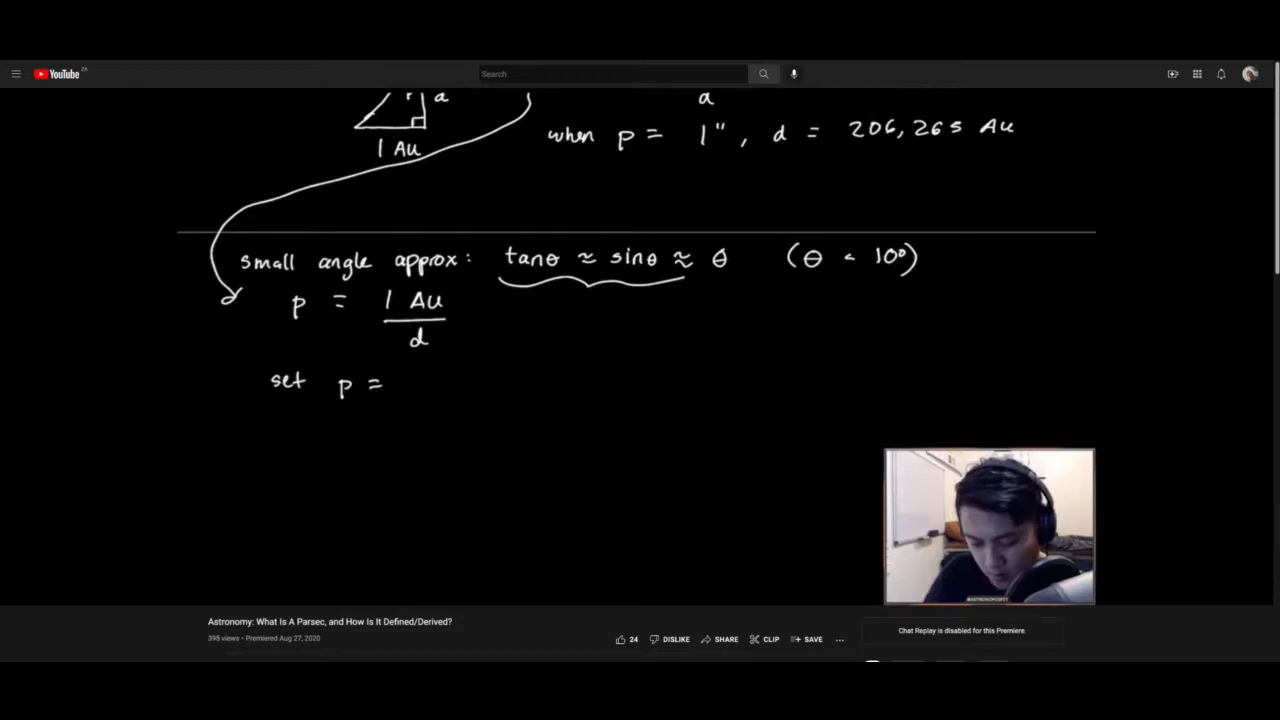 YouTube ZA
Search
a
a
1 Au
when p = 1", d = 206,265 Au
small angle approx: tanθ ≈ sinθ ≈ θ (θ < 10°)
p = 1 Au
d
set p =
Astronomy: What Is A Parsec, and How Is It Defined/Derived?
395 views • Premiered Aug 27, 2020
24 DISLIKE SHARE CLIP SAVE ...
Chat Replay is disabled for this Premiere.